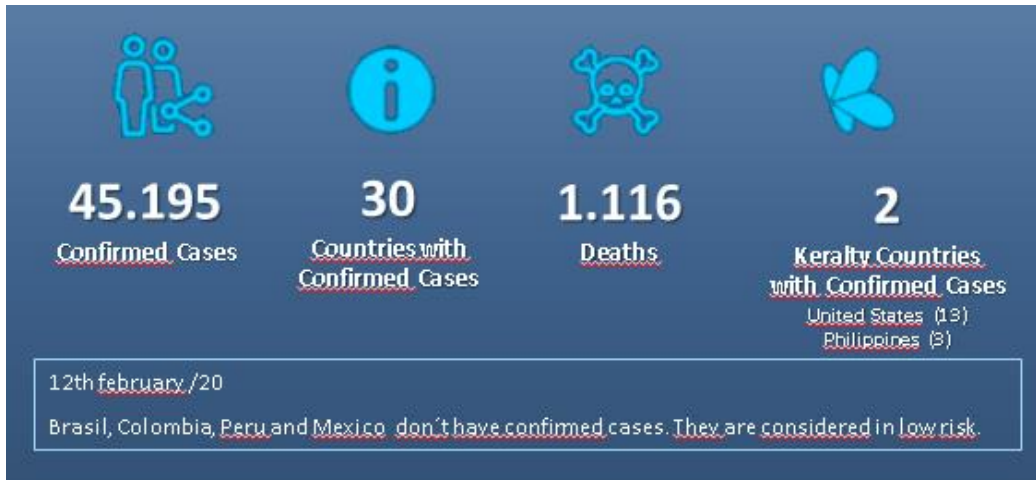 45.195
Confirmed Cases
30
Countries with
Confirmed Cases
1.116
Deaths
2
Keralty Countries
with Confirmed Cases
United States (13)
Philippines (3)
12th february /20
Brasil, Colombia, Peru and Mexico don´t have confirmed cases. They are considered in low risk.